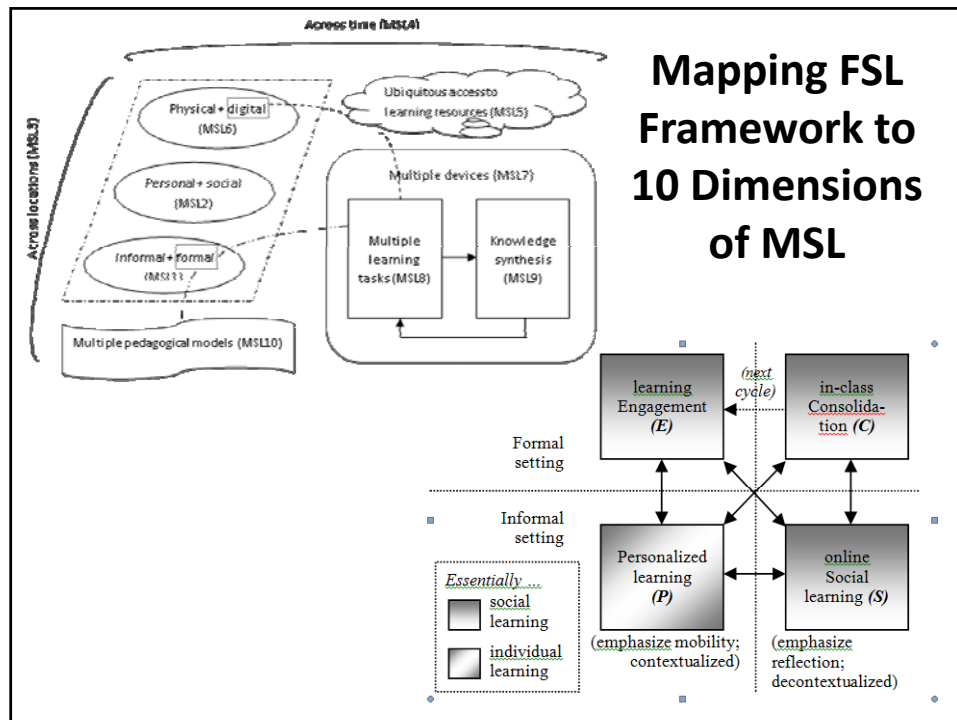 Across time (MSL4)
Mapping FSL
Framework to
10 Dimensions
of MSL
Across locations (MSL3)
Physical + digital
(MSL6)
Ubiquitous accessto
learning resources (MSL5)
Personal + social
(MSL2)
Multiple devices (MSL7)
Multiple
learning
tasks (MSL8)
Knowledge
synthesis
(MSL9)
Informal + formal
(MSL1)
Multiple pedagogical models (MSL10)
learning
Engagement
(E)
(next
cycle)
in-class
Consolida-
tion (C)
Formal
setting
Informal
setting
Personalized
learning
(P)
online
Social
learning (S)
Essentially ...
social
learning
individual
learning
(emphasize mobility;
contextualized)
(emphasize
reflection;
decontextualized)